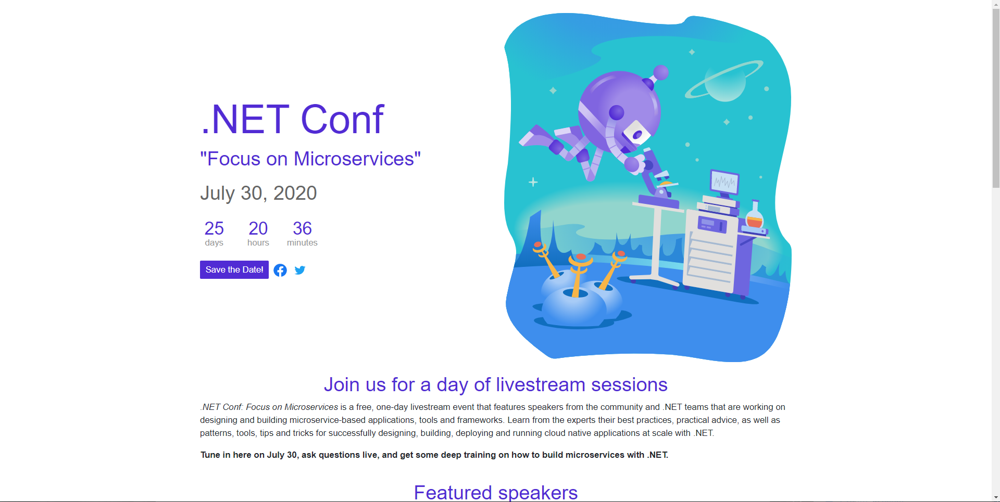 .NET Conf
"Focus on Microservices"
July 30, 2020
25 20 36
days hours minutes
Save the Date!
Join us for a day of livestream sessions
.NET Conf: Focus on Microservices is a free, one-day livestream event that features speakers from the community and .NET teams that are working on
designing and building microservice-based applications, tools and frameworks. Learn from the experts their best practices, practical advice, as well as
patterns, tools, tips and tricks for successfully designing, building, deploying and running cloud native applications at scale with .NET.
Tune in here on July 30, ask questions live, and get some deep training on how to build microservices with .NET.
Featured speakers